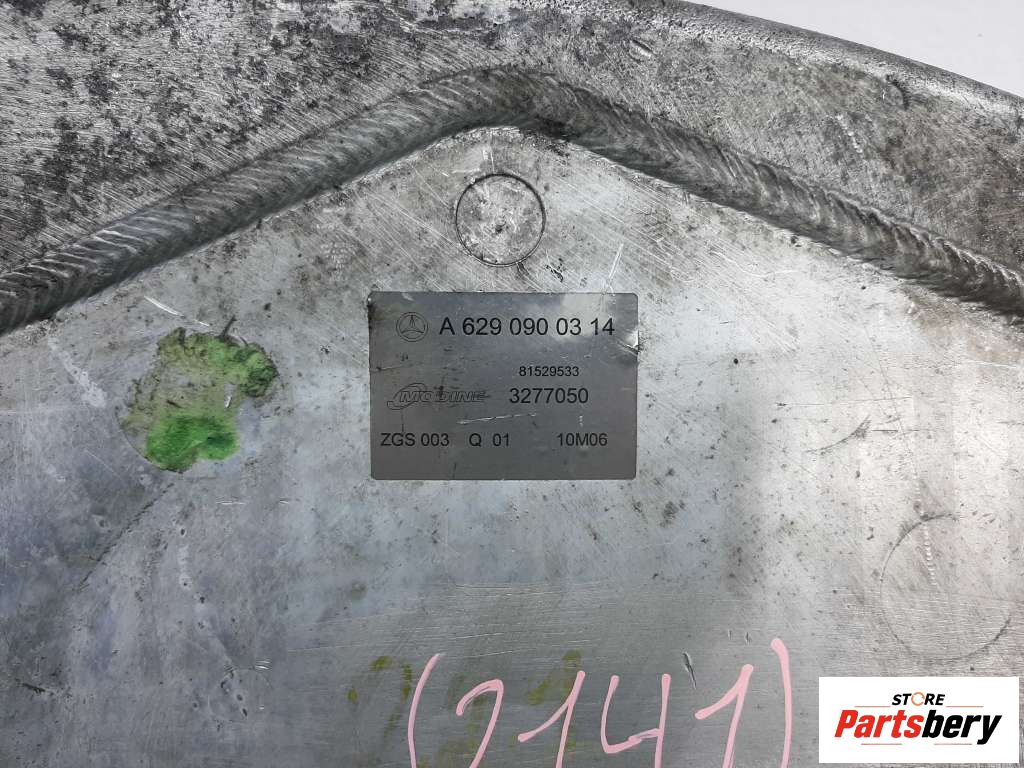 A 629 090 03 14
81529533
MODINE 3277050
ZGS 003 Q 01 10M06
(2141)
STORE
Partsbery